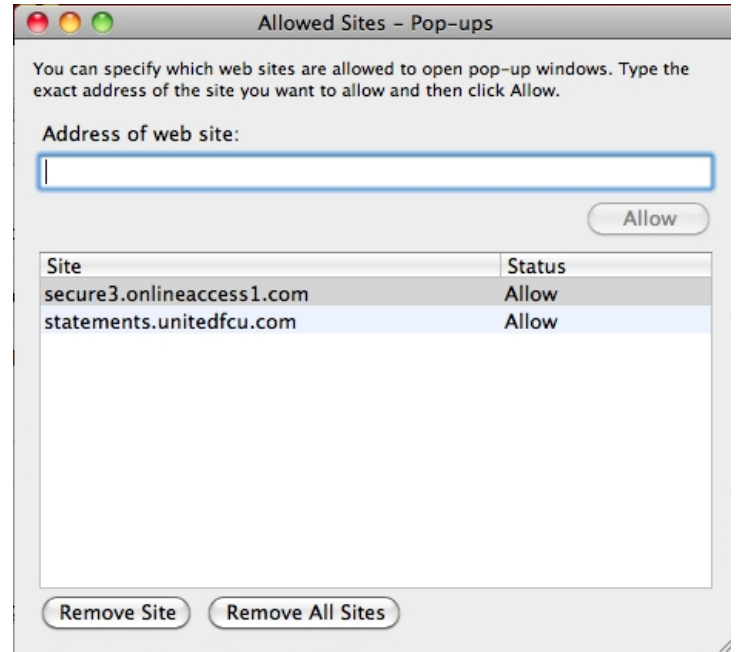 Allowed Sites – Pop-ups
You can specify which web sites are allowed to open pop-up windows. Type the
exact address of the site you want to allow and then click Allow.
Address of web site:
Allow
Site Status
secure3.onlineaccess1.com Allow
statements.unitedfcu.com Allow
Remove Site Remove All Sites